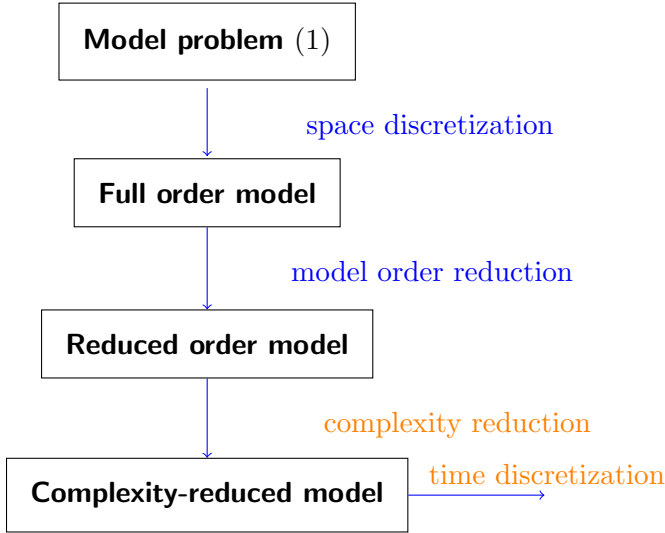 Model problem (1)
space discretization
Full order model
model order reduction
Reduced order model
complexity reduction
time discretization
Complexity-reduced model